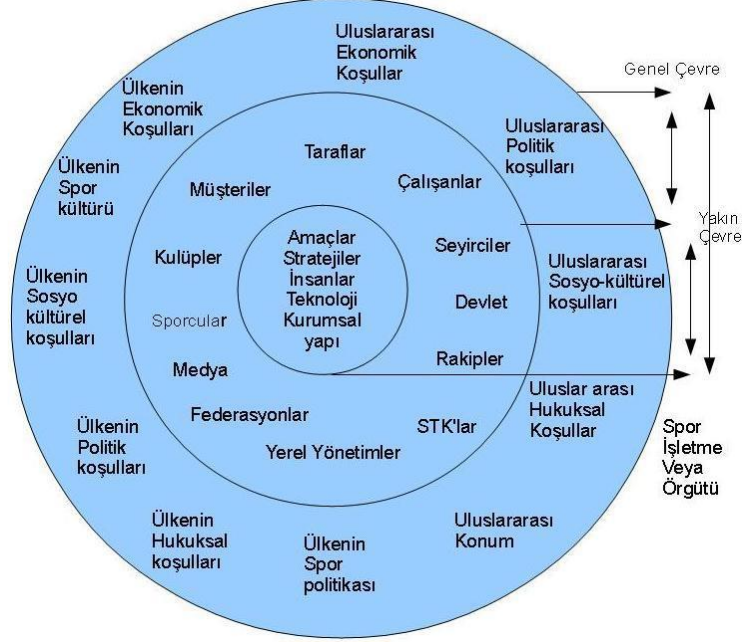 Uluslararası
Ekonomik
Koşullar
Genel Çevre
Ülkenin
Ekonomik
Koşulları
Uluslararası
Politik
koşulları
Taraflar
Çalışanlar
Müşteriler
Ülkenin
Spor
kültürü
Yakın
Çevre
Amaçlar
Stratejiler
İnsanlar
Teknoloji
Kurumsal
yapı
Kulüpler
Seyirciler
Uluslararası
Sosyo-kültürel
koşulları
Ülkenin
Sosyo
kültürel
koşulları
Devlet
Sporcular
Rakipler
Medya
Uluslar arası
Hukuksal
Koşullar
Federasyonlar
STK'lar
Yerel Yönetimler
Ülkenin
Politik
koşulları
Spor
İşletme
Veya
Örgütü
Ülkenin
Hukuksal
koşulları
Ülkenin
Spor
politikası
Uluslararası
Konum